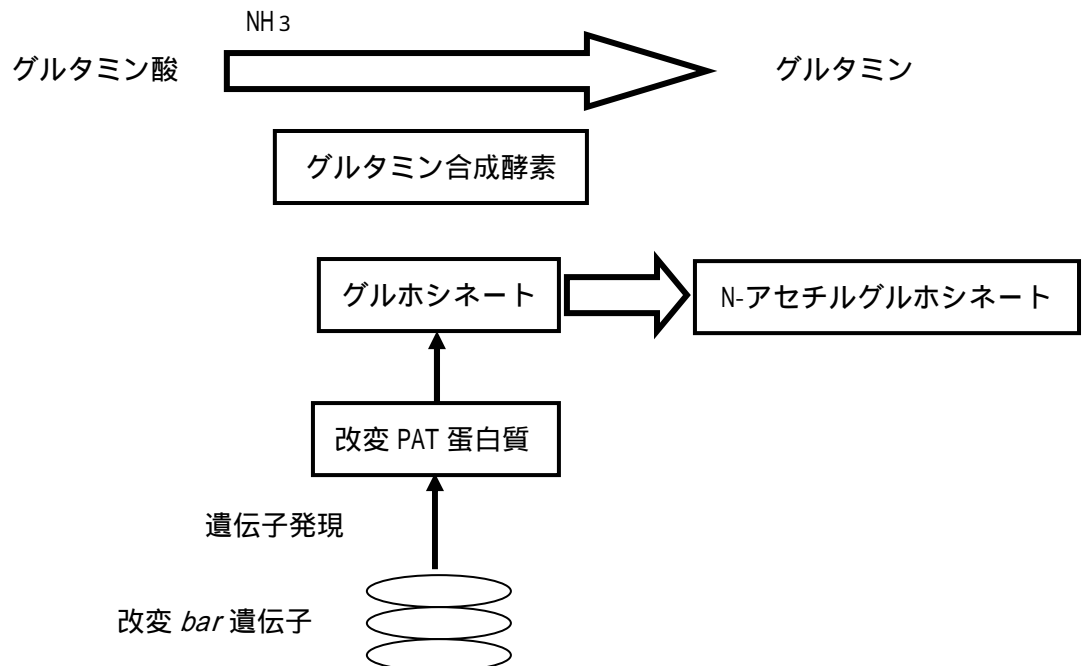 NH3
グルタミン酸
グルタミン
グルタミン合成酵素
グルホシネート
N-アセチルグルホシネート
改変 PAT 蛋白質
遺伝子発現
改変 bar 遺伝子